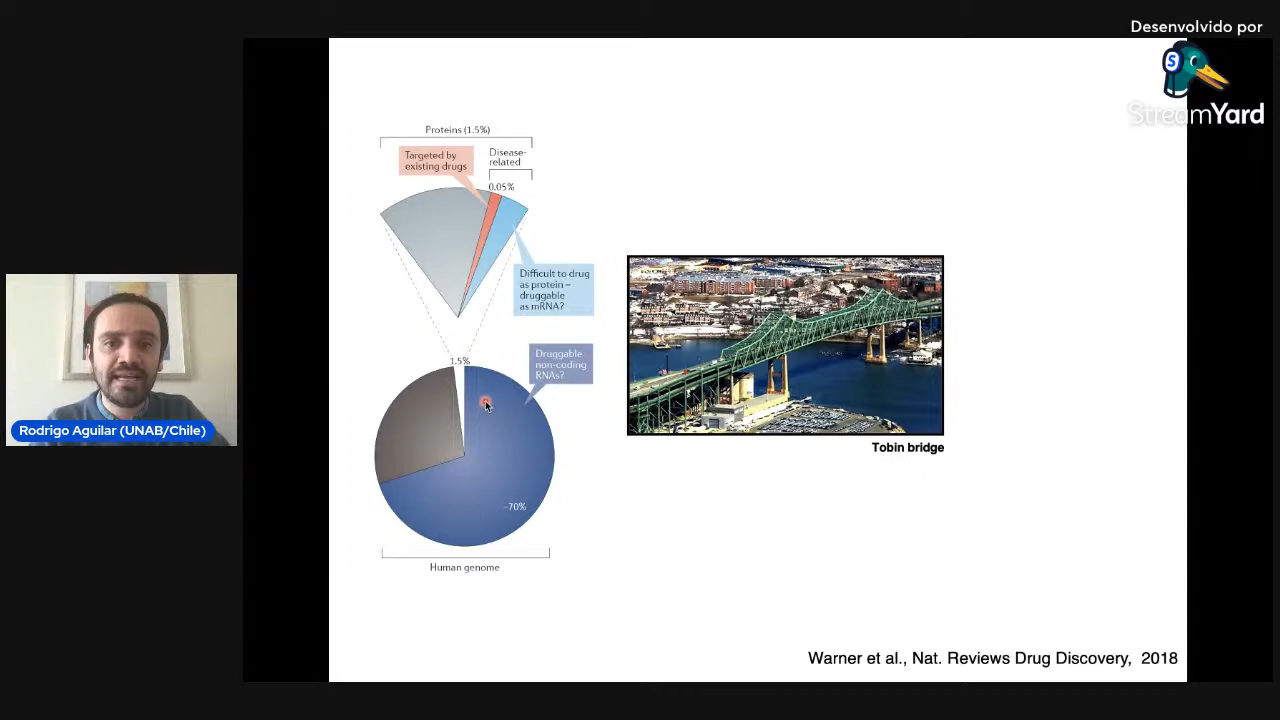 Desenvolvido por
StreamYard
Proteins (1.5%)
Targeted by
existing drugs
Disease-
related
0.05%
Difficult to drug
as protein –
druggable
as mRNA?
1.5%
Druggable
non-coding
RNAs?
~70%
Human genome
Tobin bridge
Rodrigo Aguilar (UNAB/Chile)
Warner et al., Nat. Reviews Drug Discovery, 2018